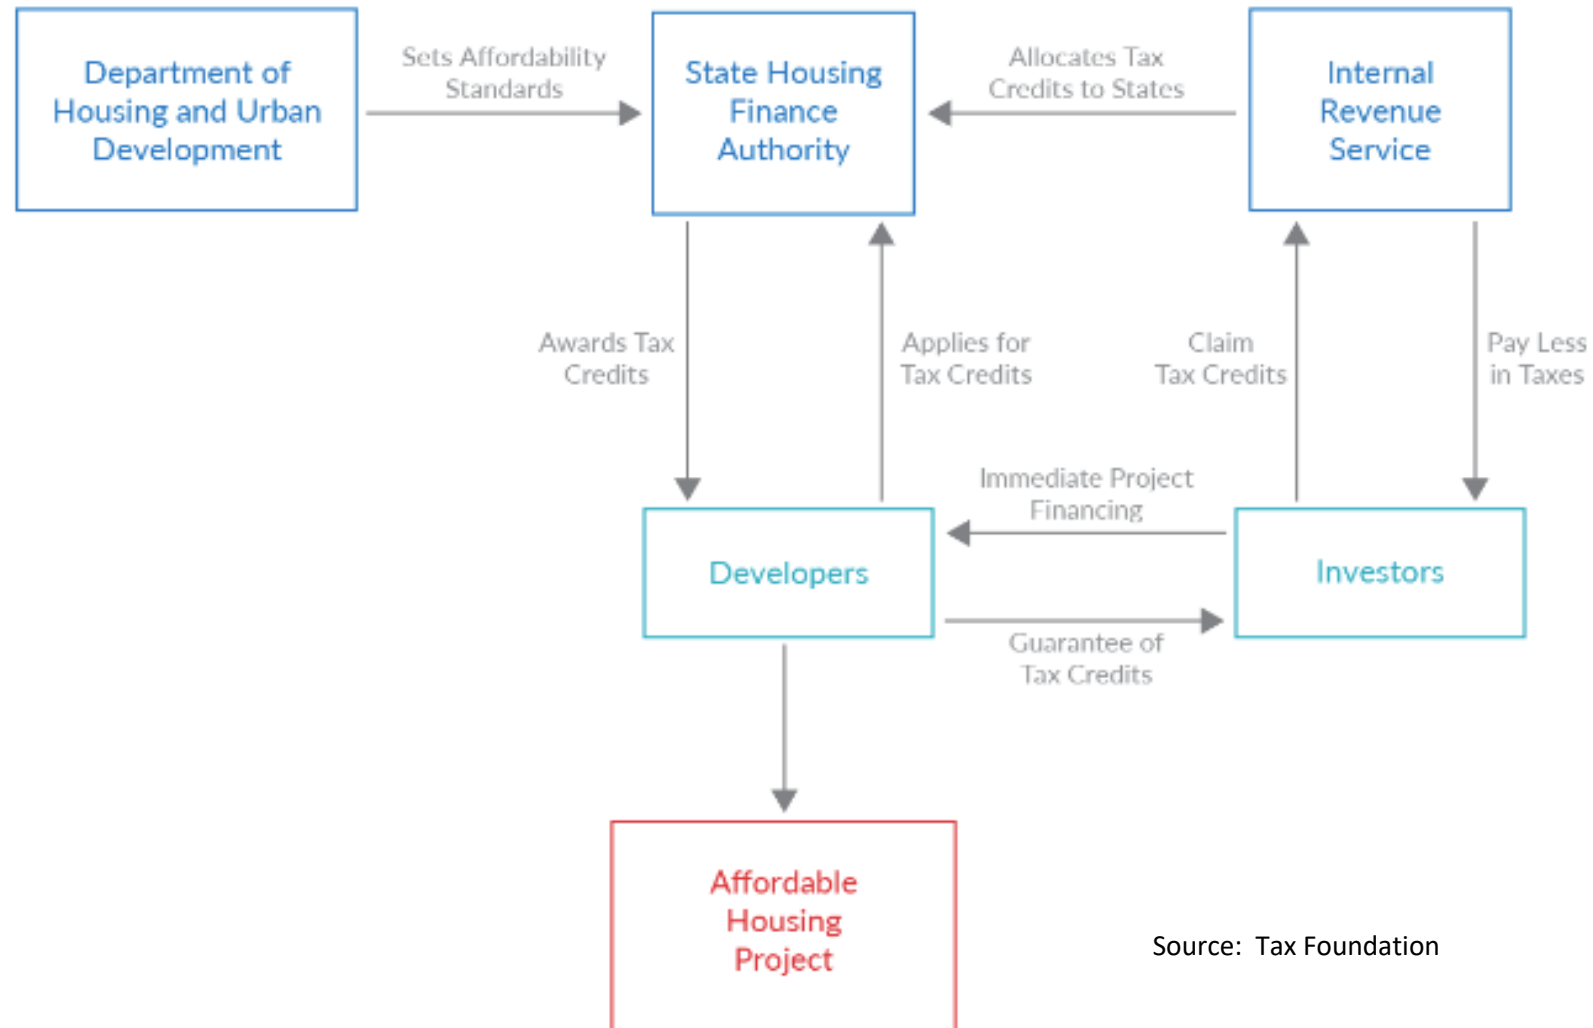 Department of
Housing and Urban
Development
Sets Affordability
Standards
State Housing
Finance
Authority
Allocates Tax
Credits to States
Internal
Revenue
Service
Awards Tax
Credits
Applies for
Tax Credits
Claim
Tax Credits
Pay Less
in Taxes
Immediate Project
Financing
Developers
Investors
Guarantee of
Tax Credits
Affordable
Housing
Project
Source:  Tax Foundation